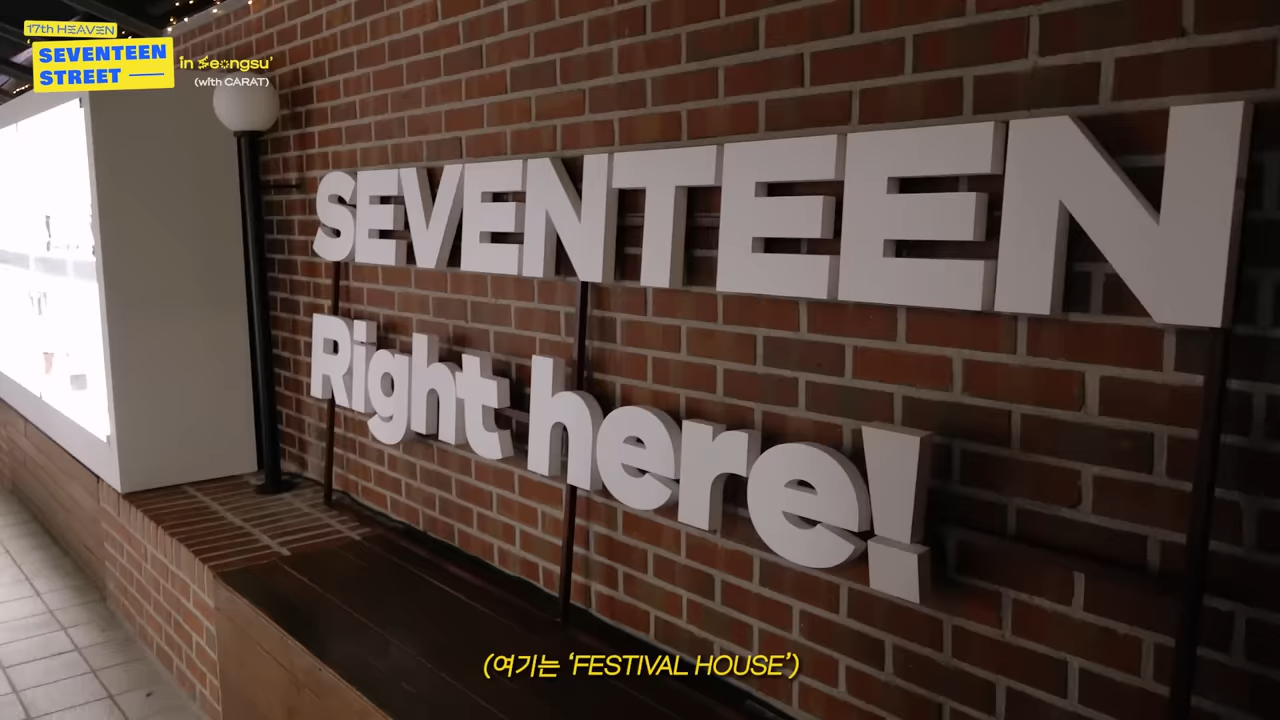 17th HEAVEN
'SEVENTEEN
STREET —
in Seongsu'
(with CARAT)
SEVENTEEN
Right here!
(여기는 'FESTIVAL HOUSE')